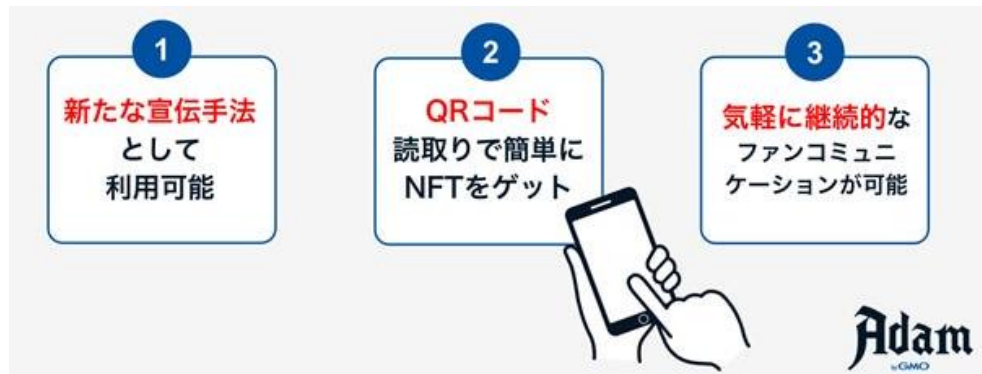 1
新たな宣伝手法
として
利用可能
2
QRコード
読取りで簡単に
NFTをゲット
3
気軽に継続的な
ファンコミュニ
ケーションが可能
Adam
by GMO